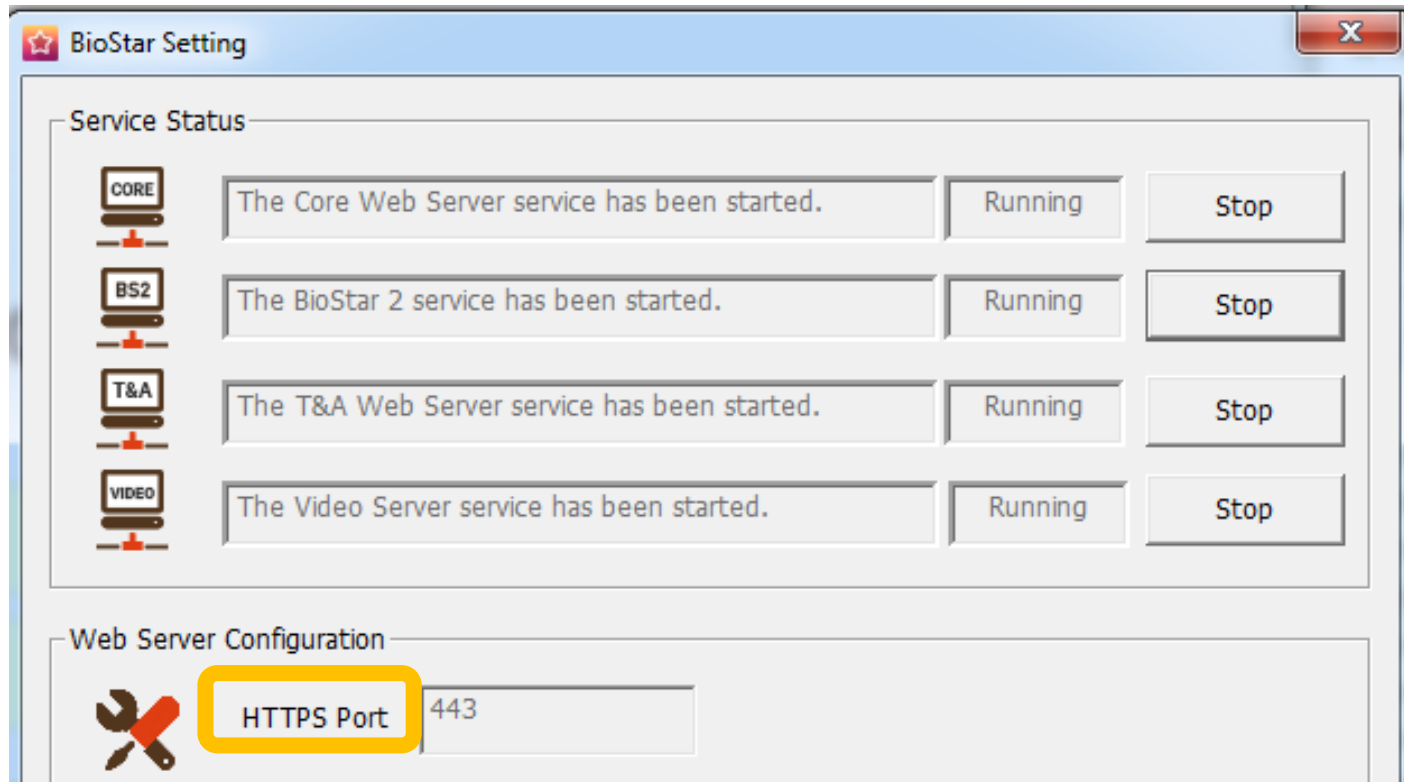 BioStar Setting
Service Status
CORE
The Core Web Server service has been started.
Running
Stop
BS2
The BioStar 2 service has been started.
Running
Stop
T&A
The T&A Web Server service has been started.
Running
Stop
VIDEO
The Video Server service has been started.
Running
Stop
Web Server Configuration
HTTPS Port
443